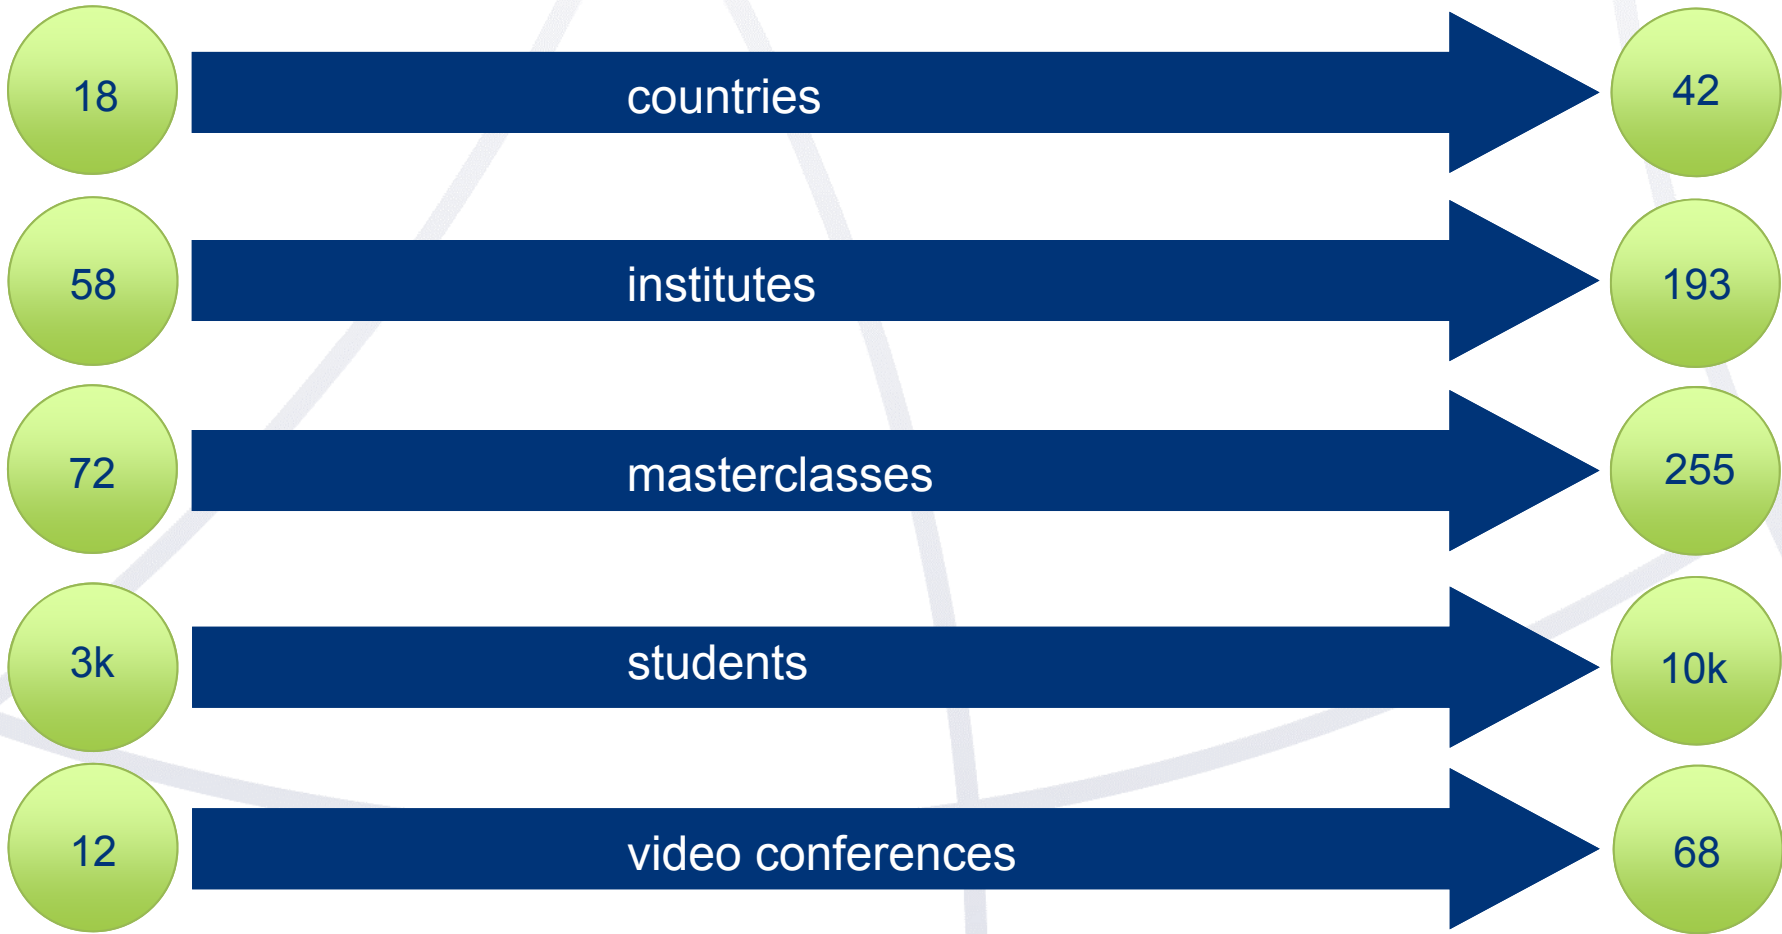 18 countries 42
58 institutes 193
72 masterclasses 255
3k students 10k
12 video conferences 68